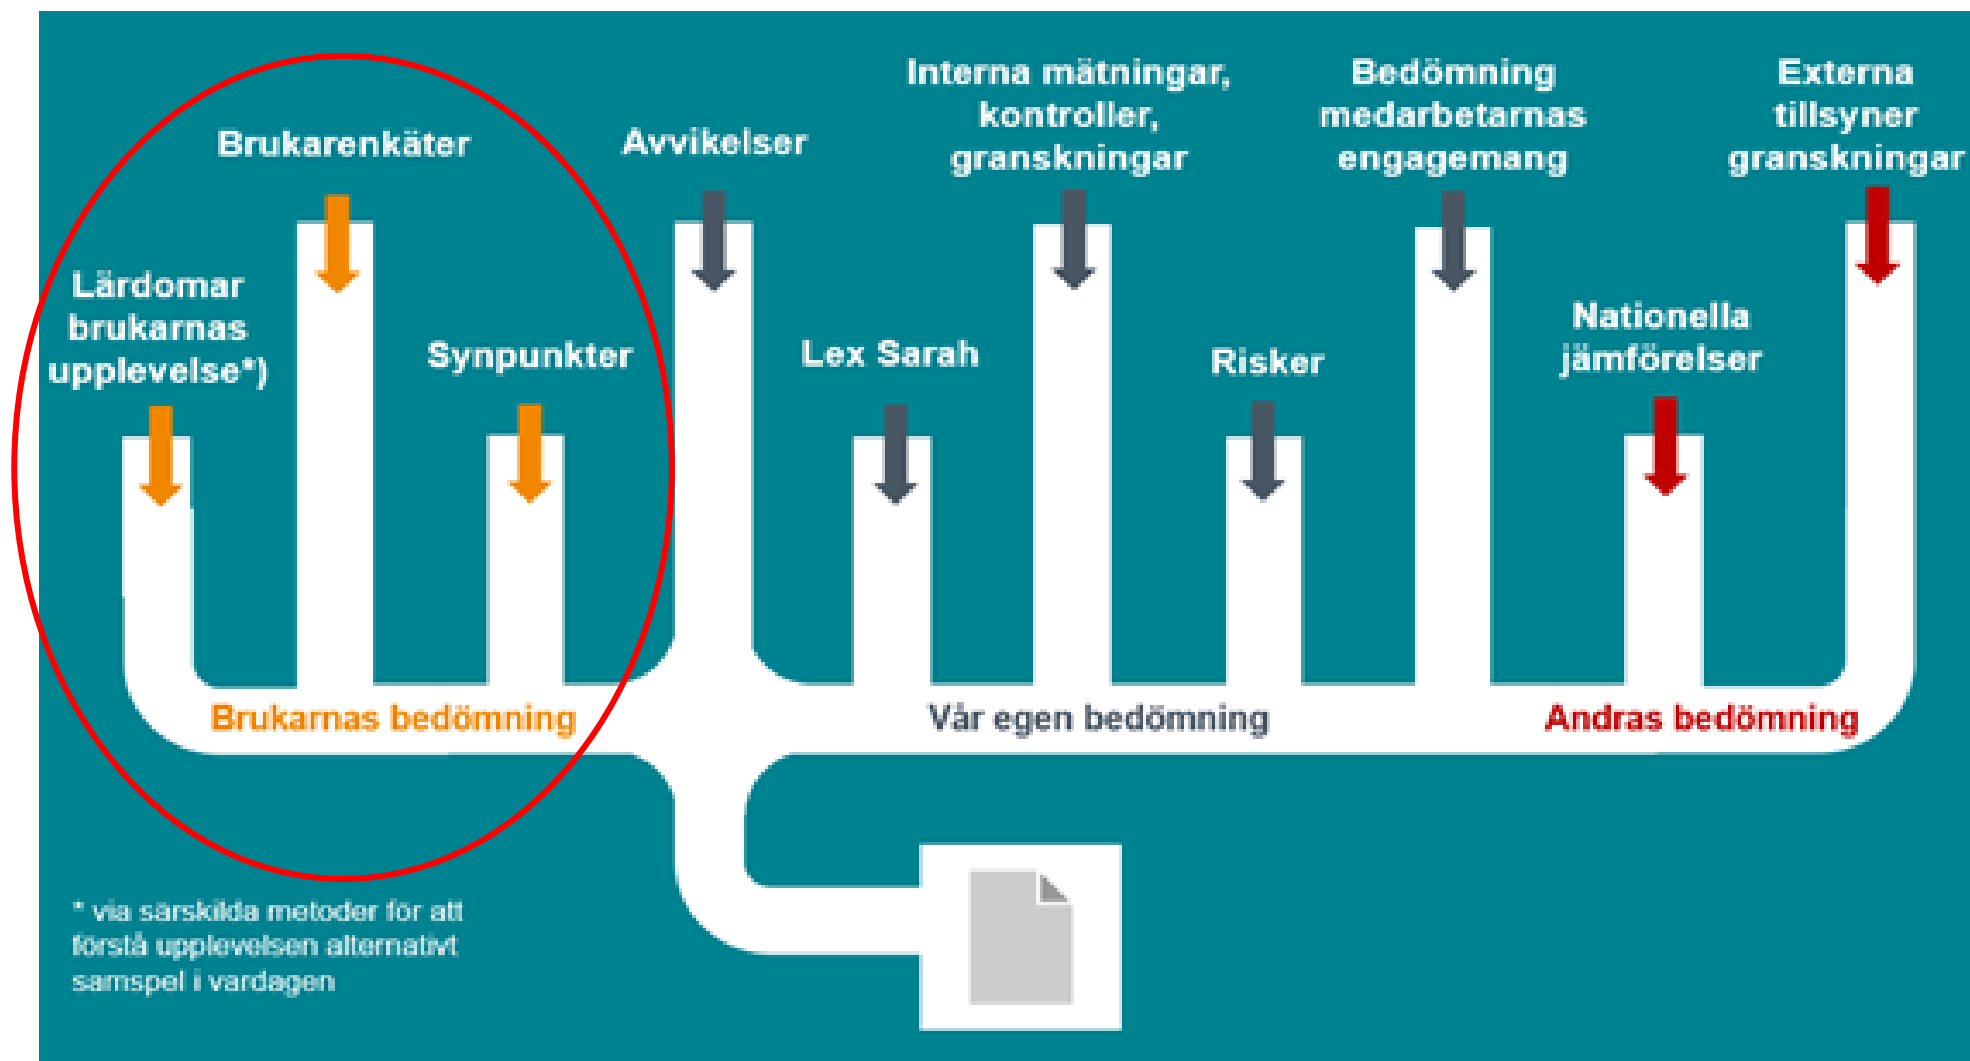 Lärdomar
brukarnas
upplevelse*)
Brukarenkäter
Synpunkter
Avvikelser
Lex Sarah
Interna mätningar,
kontroller,
granskningar
Risker
Bedömning
medarbetarnas
engagemang
Nationella
jämförelser
Externa
tillsyner
granskningar
Brukarnas bedömning
Vår egen bedömning
Andras bedömning
* via särskilda metoder för att
förstå upplevelsen alternativt
samspel i vardagen